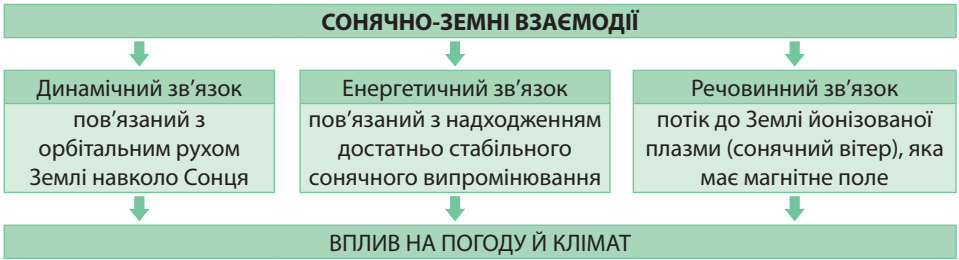 СОНЯЧНО-ЗЕМНІ ВЗАЄМОДІЇ
Динамічний зв’язок
пов’язаний з
орбітальним рухом
Землі навколо Сонця
Енергетичний зв’язок
пов’язаний з надходженням
достатньо стабільного
сонячного випромінювання
Речовинний зв’язок
потік до Землі йонізованої
плазми (сонячний вітер), яка
має магнітне поле
ВПЛИВ НА ПОГОДУ Й КЛІМАТ